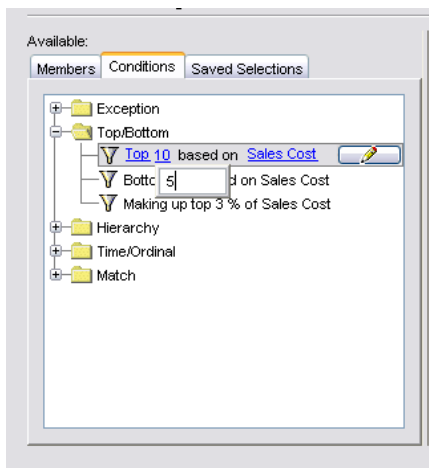 Available:
Members Conditions Saved Selections
Exception
Top/Bottom
Top 10 based on Sales Cost
5
on Sales Cost
Making up top 3 % of Sales Cost
Hierarchy
Time/Ordinal
Match